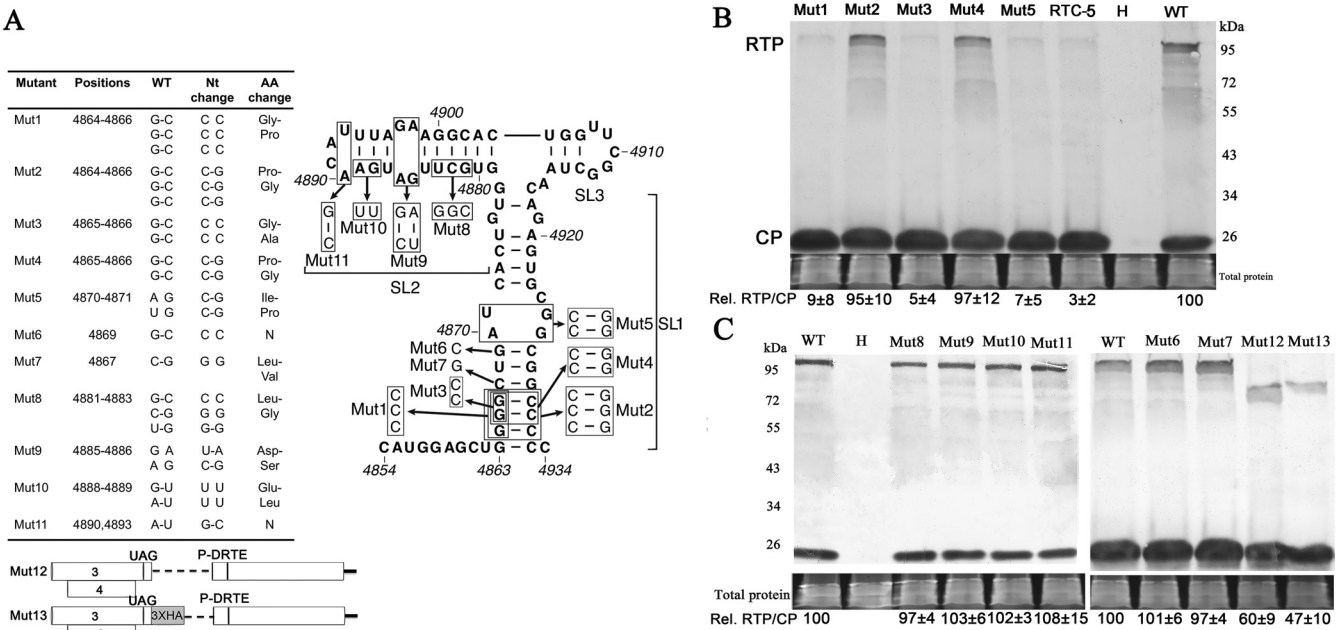 A
Mutant Positions WT Nt change AA change
Mut1 4864-4866 G-C C C Gly-
G-C C C Pro
G-C C C
Mut2 4864-4866 G-C C-G Pro-
G-C C-G Gly
G-C C-G
Mut3 4865-4866 G-C C C Gly-
G-C C C Ala
Mut4 4865-4866 G-C C-G Pro-
G-C C-G Gly
Mut5 4870-4871 A G C-G Ile-
U G C-G Pro
Mut6 4869 G-C C C N
Mut7 4867 C-G G G Leu-
Val
Mut8 4881-4883 G-C C C Leu-
C-G G G Gly
U-G G-G
Mut9 4885-4886 G A U-A Asp-
A G C-G Ser
Mut10 4888-4889 G-U U U Glu-
A-U U U Leu
Mut11 4890,4893 A-U G-C N
Mut12 3 4 UAG P-DRTE
Mut13 3 UAG 3XHA P-DRTE
4900
U U U A G A A G G C A C U G G U U
A C A A A G U A G U U C G U G
C G G C U A A
4910
4890
4880
SL3
G I C
U U
G A I I C U
G G C
Mut11
Mut10
Mut9
Mut8
SL2
4920
SL1
4870
U A
C G G
Mut6 C
Mut7 G
Mut3 C C
Mut1 C C C
C – G C – G Mut5
C – G C – G Mut4
C – G C – G C – G Mut2
C A U G G A G C U G – C C
4854 4863 4934
B
Mut1 Mut2 Mut3 Mut4 Mut5 RTC-5 H WT
kDa
RTP
95
72
55
43
34
CP
26
Total protein
Rel. RTP/CP 9±8 95±10 5±4 97±12 7±5 3±2 100
C
kDa WT H Mut8 Mut9 Mut10 Mut11 WT Mut6 Mut7 Mut12 Mut13
95
72
55
43
34
26
Total protein
Rel. RTP/CP 100 97±4 103±6 102±3 108±15 100 101±6 97±4 60±9 47±10